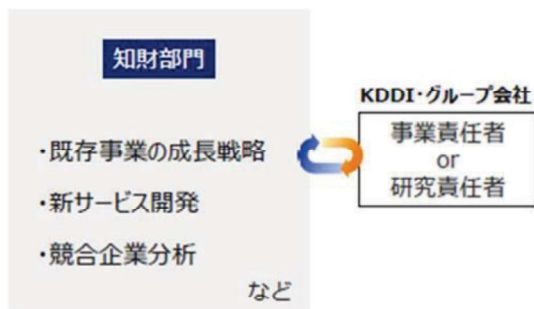 知財部門
・既存事業の成長戦略
・新サービス開発
・競合企業分析
など
KDDI・グループ会社
事業責任者
or
研究責任者